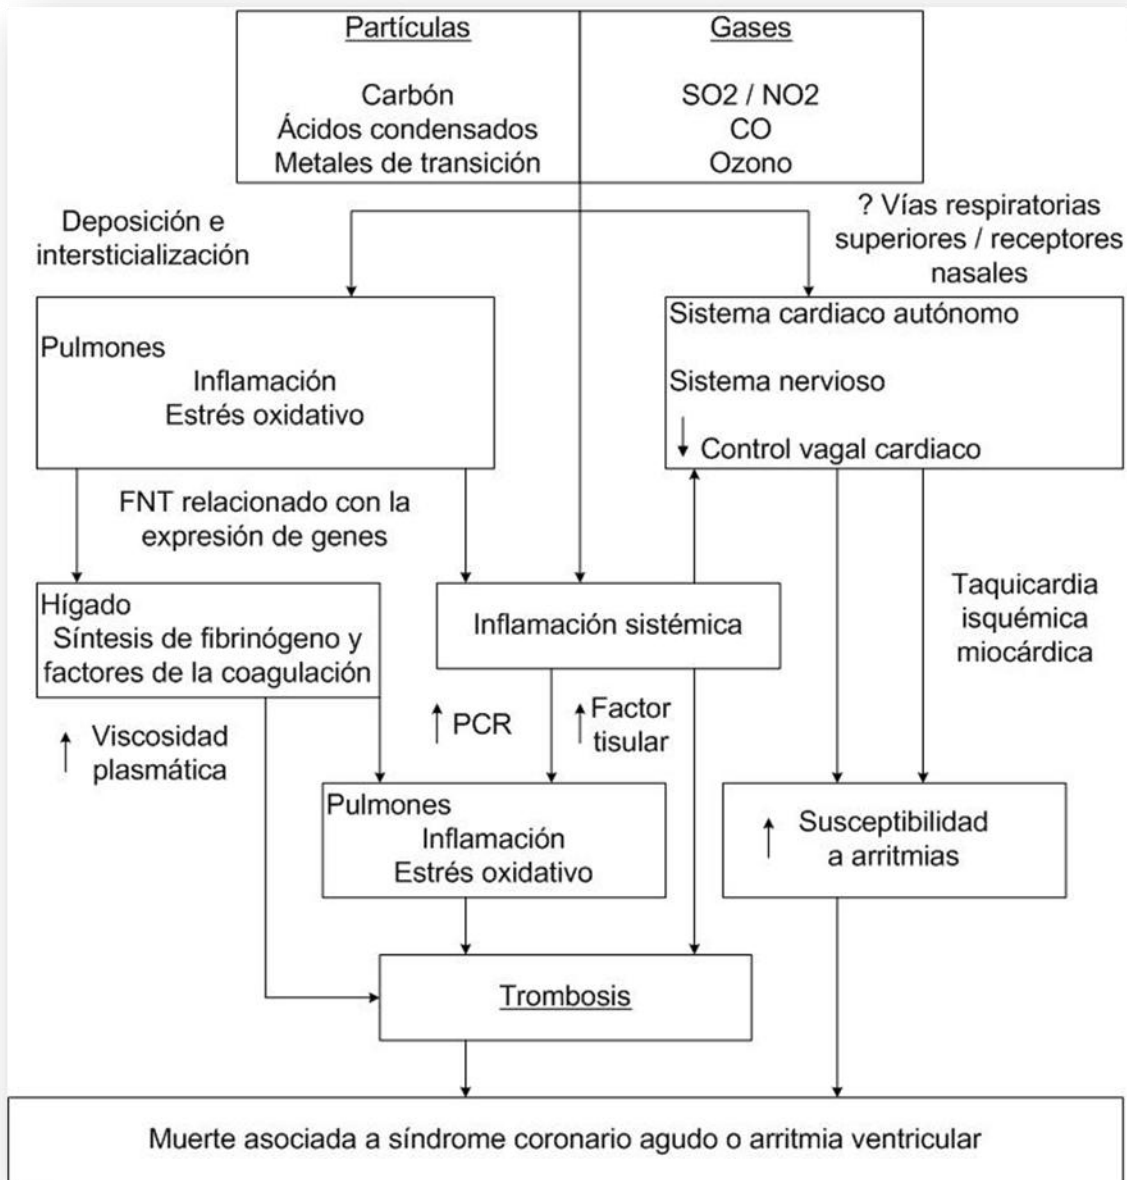 Partículas
Carbón
Ácidos condensados
Metales de transición
Gases
SO2 / NO2
CO
Ozono
Deposición e
intersticialización
? Vías respiratorias
superiores / receptores
nasales
Pulmones
Inflamación
Estrés oxidativo
Sistema cardiaco autónomo
Sistema nervioso
↓ Control vagal cardiaco
FNT relacionado con la
expresión de genes
Hígado
Síntesis de fibrinógeno y
factores de la coagulación
Inflamación sistémica
Taquicardia
isquémica
miocárdica
↑ Viscosidad
plasmática
↑ PCR
↑ Factor
tisular
Pulmones
Inflamación
Estrés oxidativo
↑ Susceptibilidad
a arritmias
Trombosis
Muerte asociada a síndrome coronario agudo o arritmia ventricular